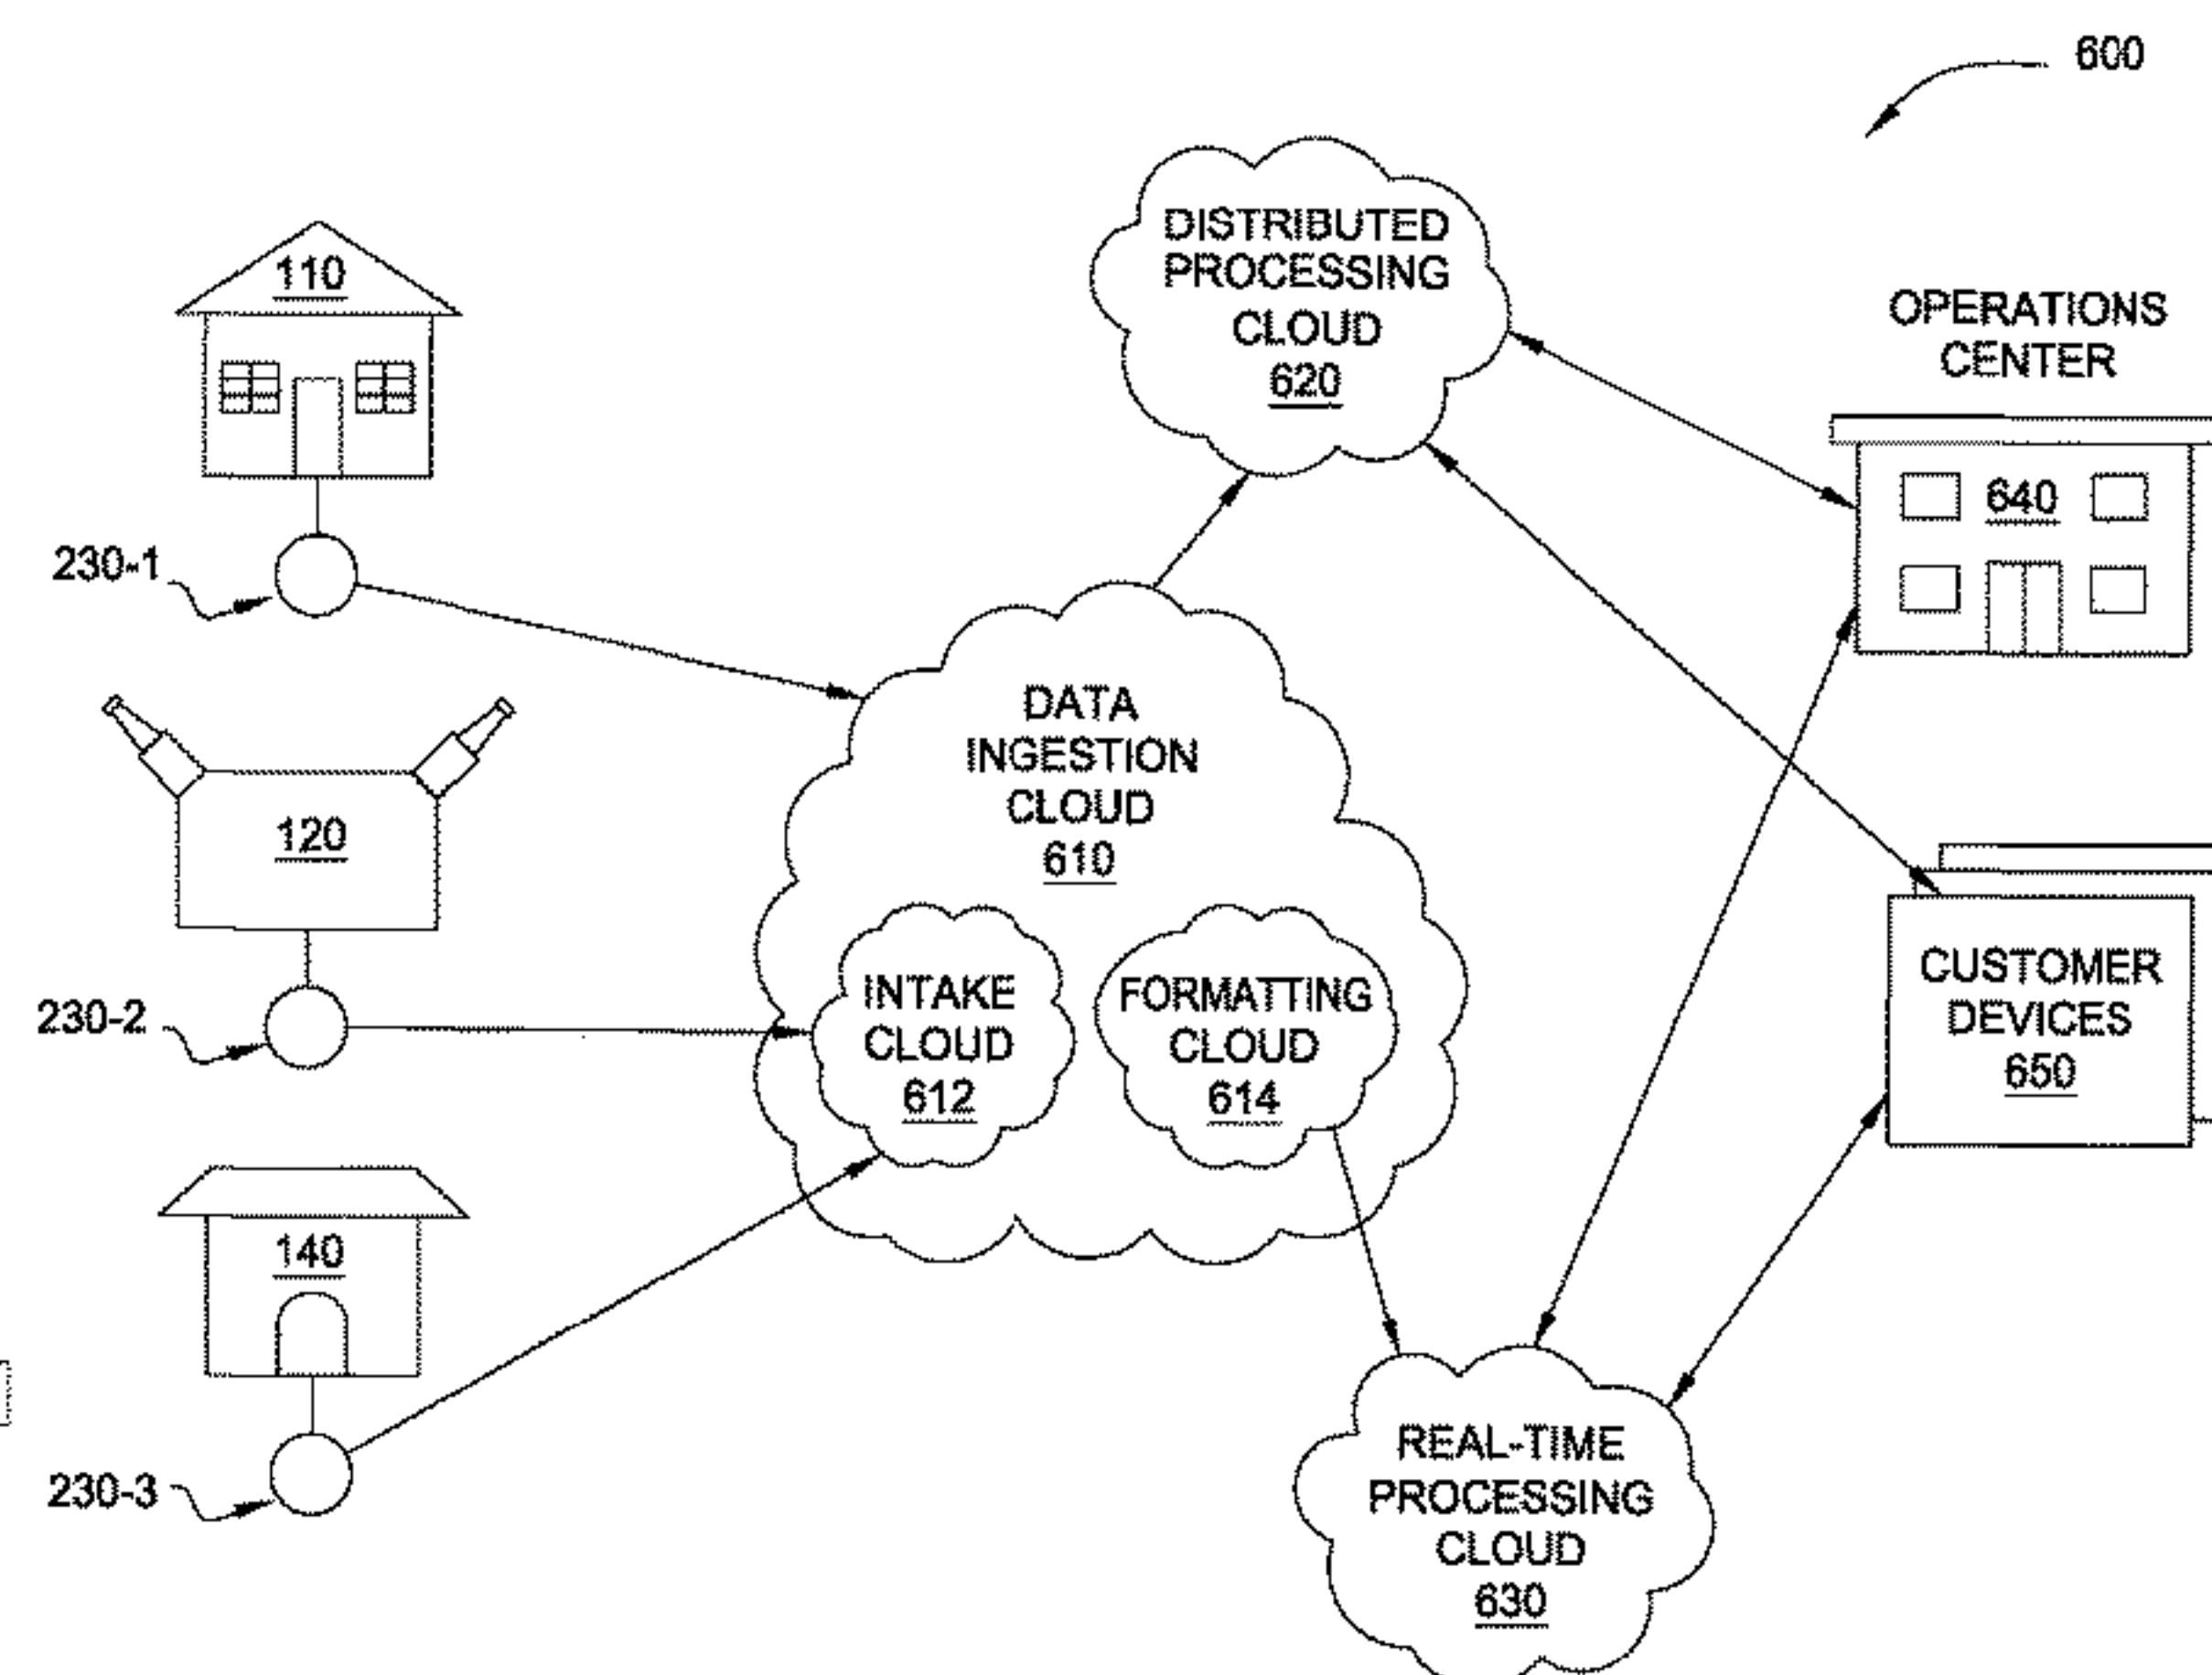 600
110
230-1
120
230-2
140
230-3
DISTRIBUTED
PROCESSING
CLOUD
620
DATA
INGESTION
CLOUD
610
INTAKE
CLOUD
612
FORMATTING
CLOUD
614
REAL-TIME
PROCESSING
CLOUD
630
OPERATIONS
CENTER
640
CUSTOMER
DEVICES
650